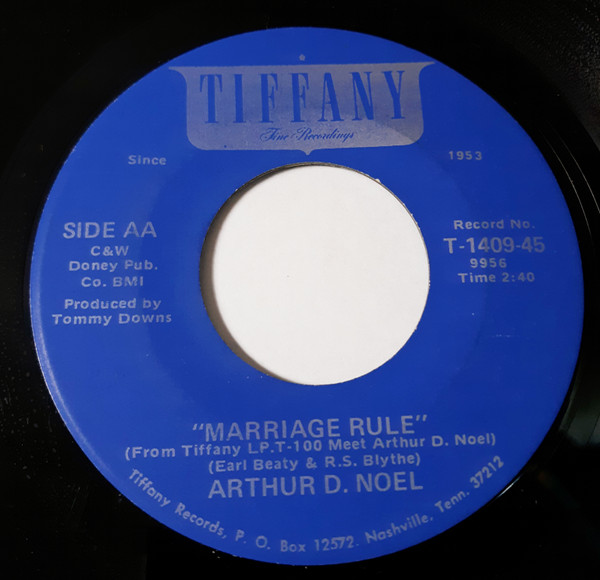 TIFFANY
Fine Recordings
Since 1953
SIDE AA
C&W
Doney Pub.
Co. BMI
Produced by
Tommy Downs
Record No.
T-1409-45
9956
Time 2:40
"MARRIAGE RULE"
(From Tiffany LP.T-100 Meet Arthur D. Noel)
(Earl Beaty & R.S. Blythe)
ARTHUR D. NOEL
Tiffany Records, P. O. Box 12572. Nashville, Tenn. 37212